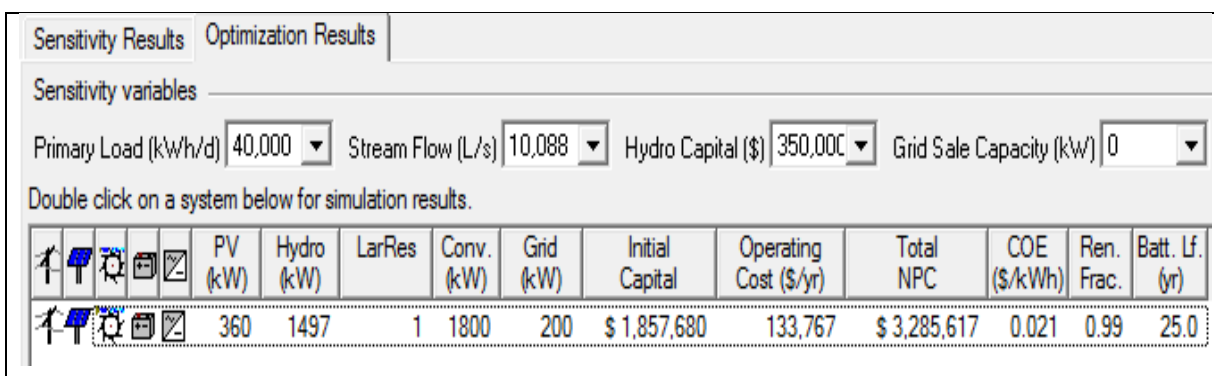 Sensitivity Results Optimization Results
Sensitivity variables
Primary Load (kWh/d) 40,000 Stream Flow (L/s) 10,088 Hydro Capital ($) 350,000 Grid Sale Capacity (kW) 0
Double click on a system below for simulation results.
PV (kW) Hydro (kW) LarRes Conv. (kW) Grid (kW) Initial Capital Operating Cost ($/yr) Total NPC COE ($/kWh) Ren. Frac. Batt. Lf. (yr)
360 1497 1 1800 200 $ 1,857,680 133,767 $ 3,285,617 0.021 0.99 25.0